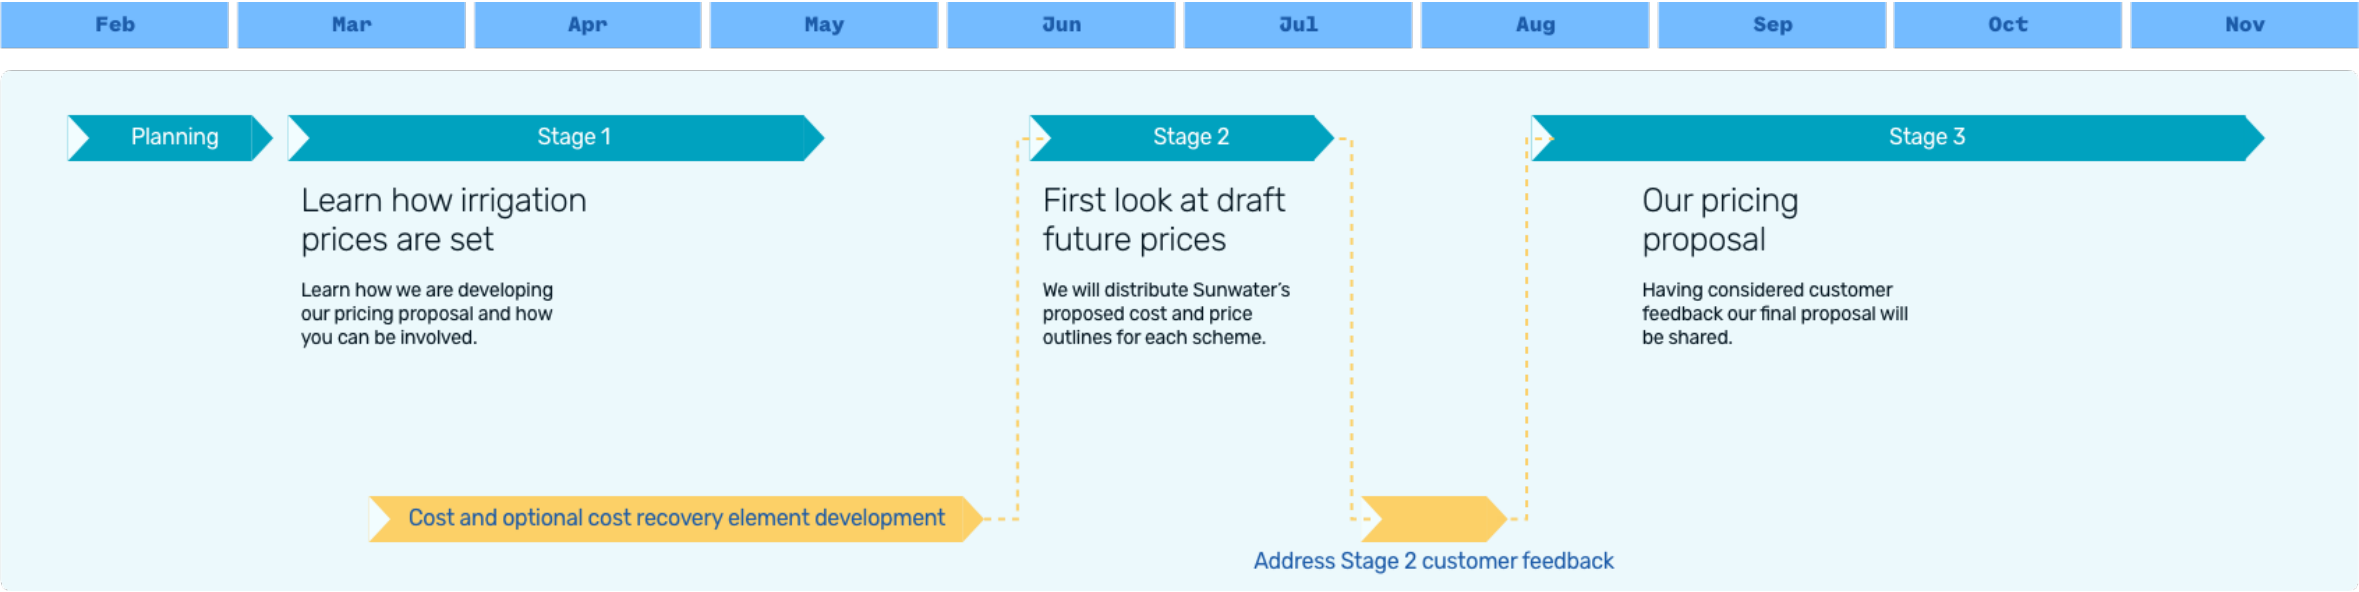 Feb
Mar
Apr
May
Jun
Jul
Aug
Sep
Oct
Nov
Planning
Stage 1
Stage 2
Stage 3
Learn how irrigation
prices are set
Learn how we are developing
our pricing proposal and how
you can be involved.
First look at draft
future prices
We will distribute Sunwater’s
proposed cost and price
outlines for each scheme.
Our pricing
proposal
Having considered customer
feedback our final proposal will
be shared.
Cost and optional cost recovery element development
Address Stage 2 customer feedback